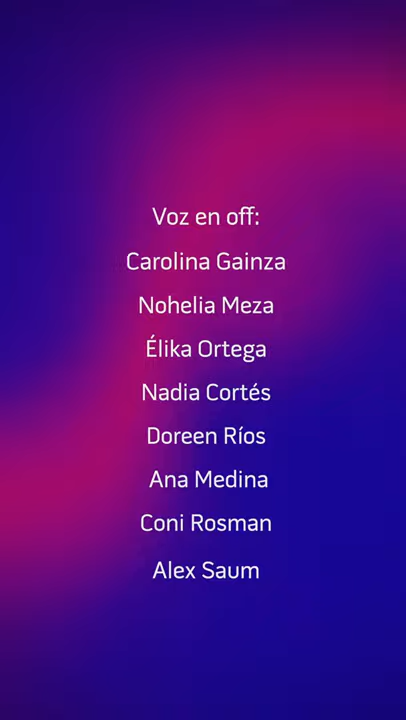 Voz en off:
Carolina Gainza
Nohelia Meza
Élika Ortega
Nadia Cortés
Doreen Ríos
Ana Medina
Coni Rosman
Alex Saum